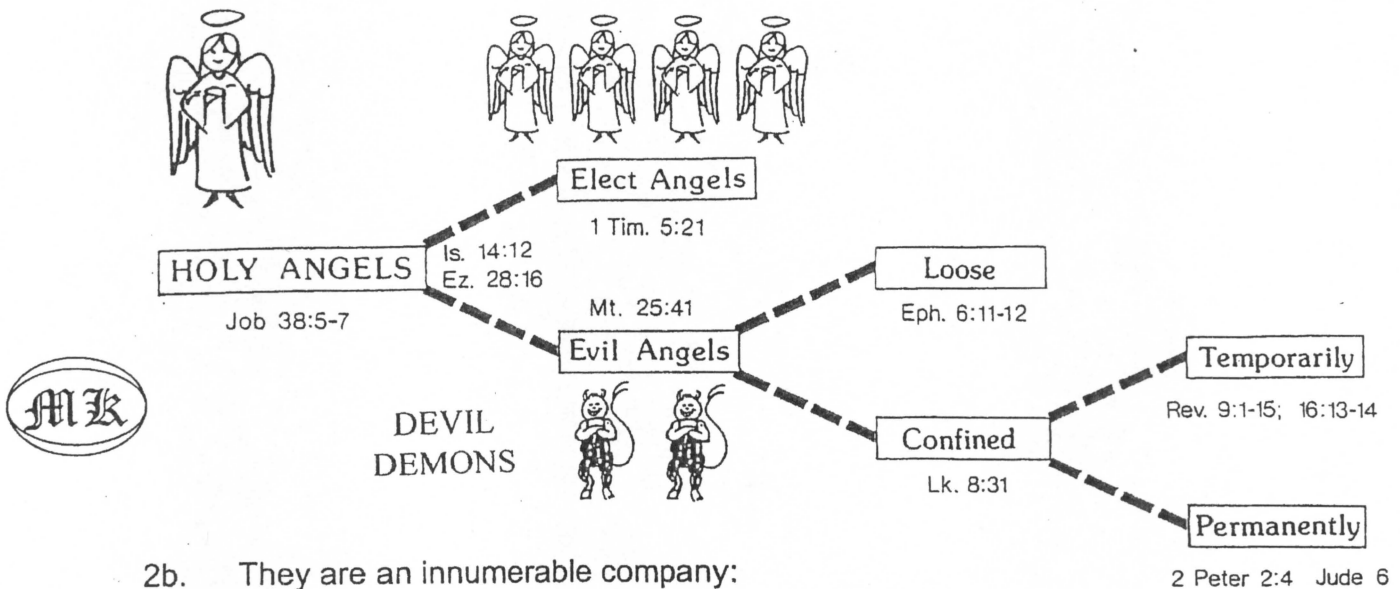 Elect Angels
1 Tim. 5:21
HOLY ANGELS
Is. 14:12
Ez. 28:16
Job 38:5-7
Loose
Eph. 6:11-12
Mt. 25:41
Evil Angels
Temporarily
Rev. 9:1-15; 16:13-14
MK
DEVIL
DEMONS
Confined
Lk. 8:31
Permanently
2 Peter 2:4 Jude 6
2b. They are an innumerable company: